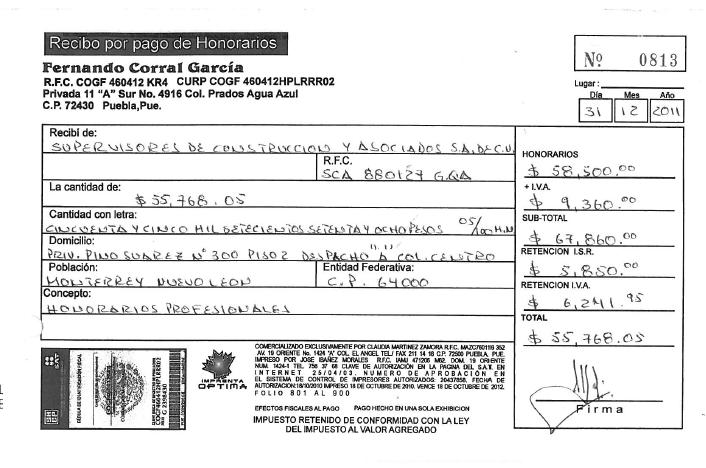 Recibo por pago de Honorarios
Fernando Corral García
R.F.C. COGF 460412 KR4 CURP COGF 460412HPLRRR02
Privada 11 "A" Sur No. 4916 Col. Prados Agua Azul
C.P. 72430 Puebla,Pue.
Nº 0813
Lugar:
Día Mes Año
31 12 2011
Recibí de:
SUPERVISORES DE CONSTRUCCION Y ASOCIADOS S.A. DE C.V.
R.F.C.
SCA 880127 GQA
La cantidad de:
$ 55,768.05
Cantidad con letra:
CINCUENTA Y CINCO MIL SETECIENTOS SETENTA Y OCHO PESOS 05/100 M.N
Domicilio:
PRIV. PINO SUAREZ Nº 300 PISO 2 DESPACHO "A" COL. CENTRO
Población:
MONTERREY NUEVO LEON
Entidad Federativa:
C.P. 64000
Concepto:
HONORARIOS PROFESIONALES
HONORARIOS
$ 58,500.00
+ I.V.A.
$ 9,360.00
SUB-TOTAL
$ 67,860.00
RETENCION I.S.R.
$ 5,850.00
RETENCION I.V.A.
$ 6,241.95
TOTAL
$ 55,768.05
Firma
IMPRENTA
OPTIMA
COMERCIALIZADO EXCLUSIVAMENTE POR CLAUDIA MARTINEZ ZAMORA R.F.C. MAZC760119 352
AV. 19 ORIENTE No. 1424 'A' COL. EL ANGEL TEL/ FAX 211 14 18 C.P. 72500 PUEBLA, PUE.
IMPRESO POR JOSE IBAÑEZ MORALES R.F.C. IAMJ 471206 M62. DOM. 19 ORIENTE
NUM. 1424-1 TEL. 756 37 68 CLAVE DE AUTORIZACION EN LA PAGINA DEL S.A.T. EN
INTERNET 25/04/03. NUMERO DE APROBACION EN
EL SISTEMA DE CONTROL DE IMPRESORES AUTORIZADOS: 20437858, FECHA DE
AUTORIZACION:18/10/2010 IMPRESO 18 DE OCTUBRE DE 2010, VENCE 18 DE OCTUBRE DE 2012,
FOLIO 801 AL 900
EFECTOS FISCALES AL PAGO PAGO HECHO EN UNA SOLA EXHIBICION
IMPUESTO RETENIDO DE CONFORMIDAD CON LA LEY
DEL IMPUESTO AL VALOR AGREGADO